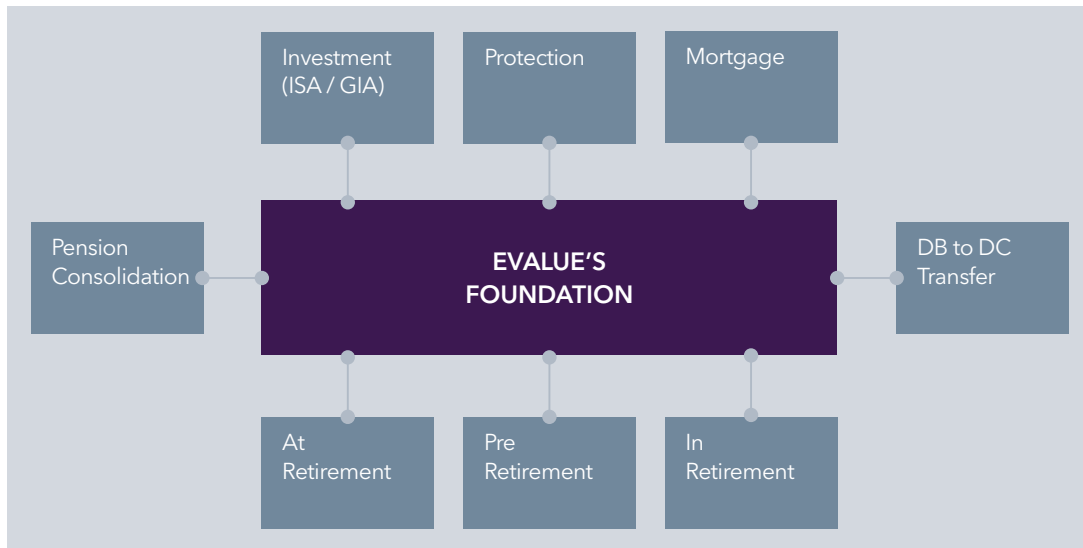 Investment
(ISA / GIA)
Protection
Mortgage
Pension
Consolidation
EVALUE’S
FOUNDATION
DB to DC
Transfer
At
Retirement
Pre
Retirement
In
Retirement